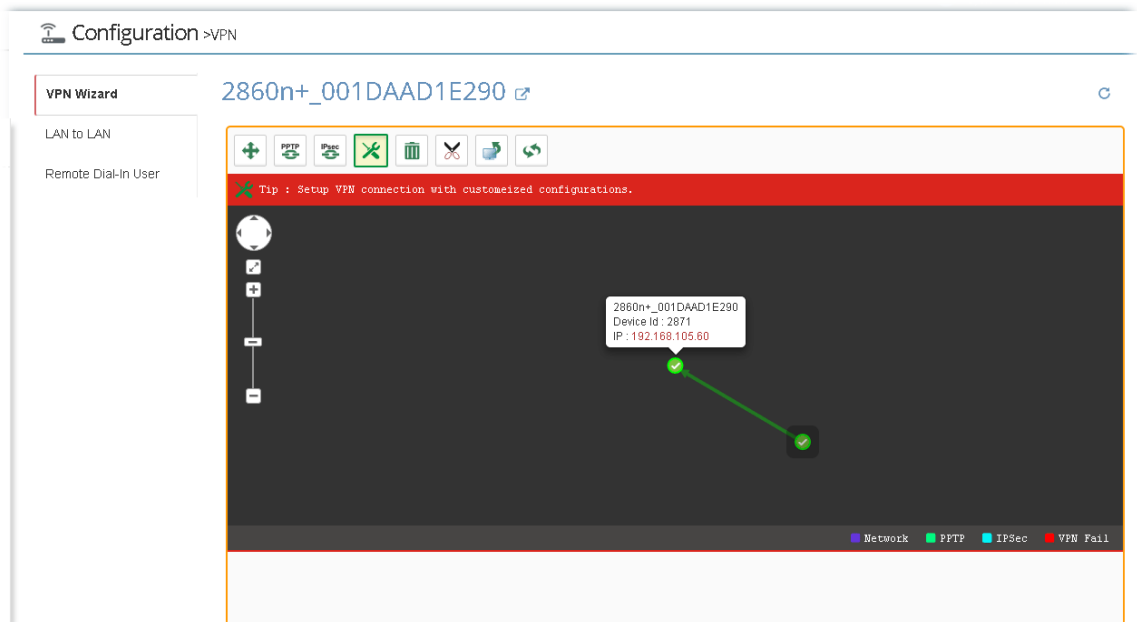 Configuration >VPN
VPN Wizard
LAN to LAN
Remote Dial-In User
2860n+_001DAAD1E290
PPTP
IPsec
Tip : Setup VPN connection with customeized configurations.
2860n+_001DAAD1E290
Device Id : 2871
IP : 192.168.105.60
Network
PPTP
IPSec
VPN Fail